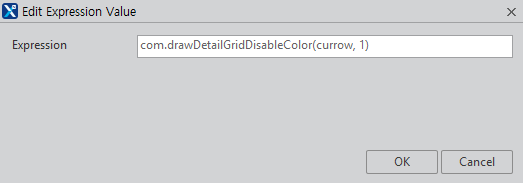 Edit Expression Value
Expression
com.drawDetailGridDisableColor(currow, 1)
OK
Cancel